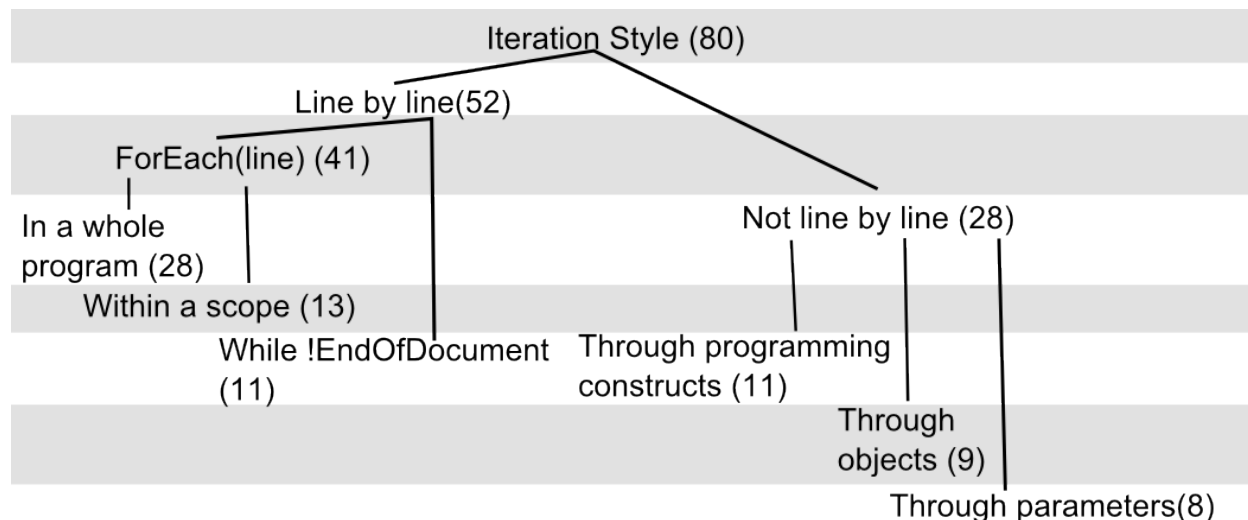 Iteration Style (80)
Line by line(52)
ForEach(line) (41)
In a whole
program (28)
Not line by line (28)
Within a scope (13)
While !EndOfDocument
(11)
Through programming
constructs (11)
Through
objects (9)
Through parameters(8)